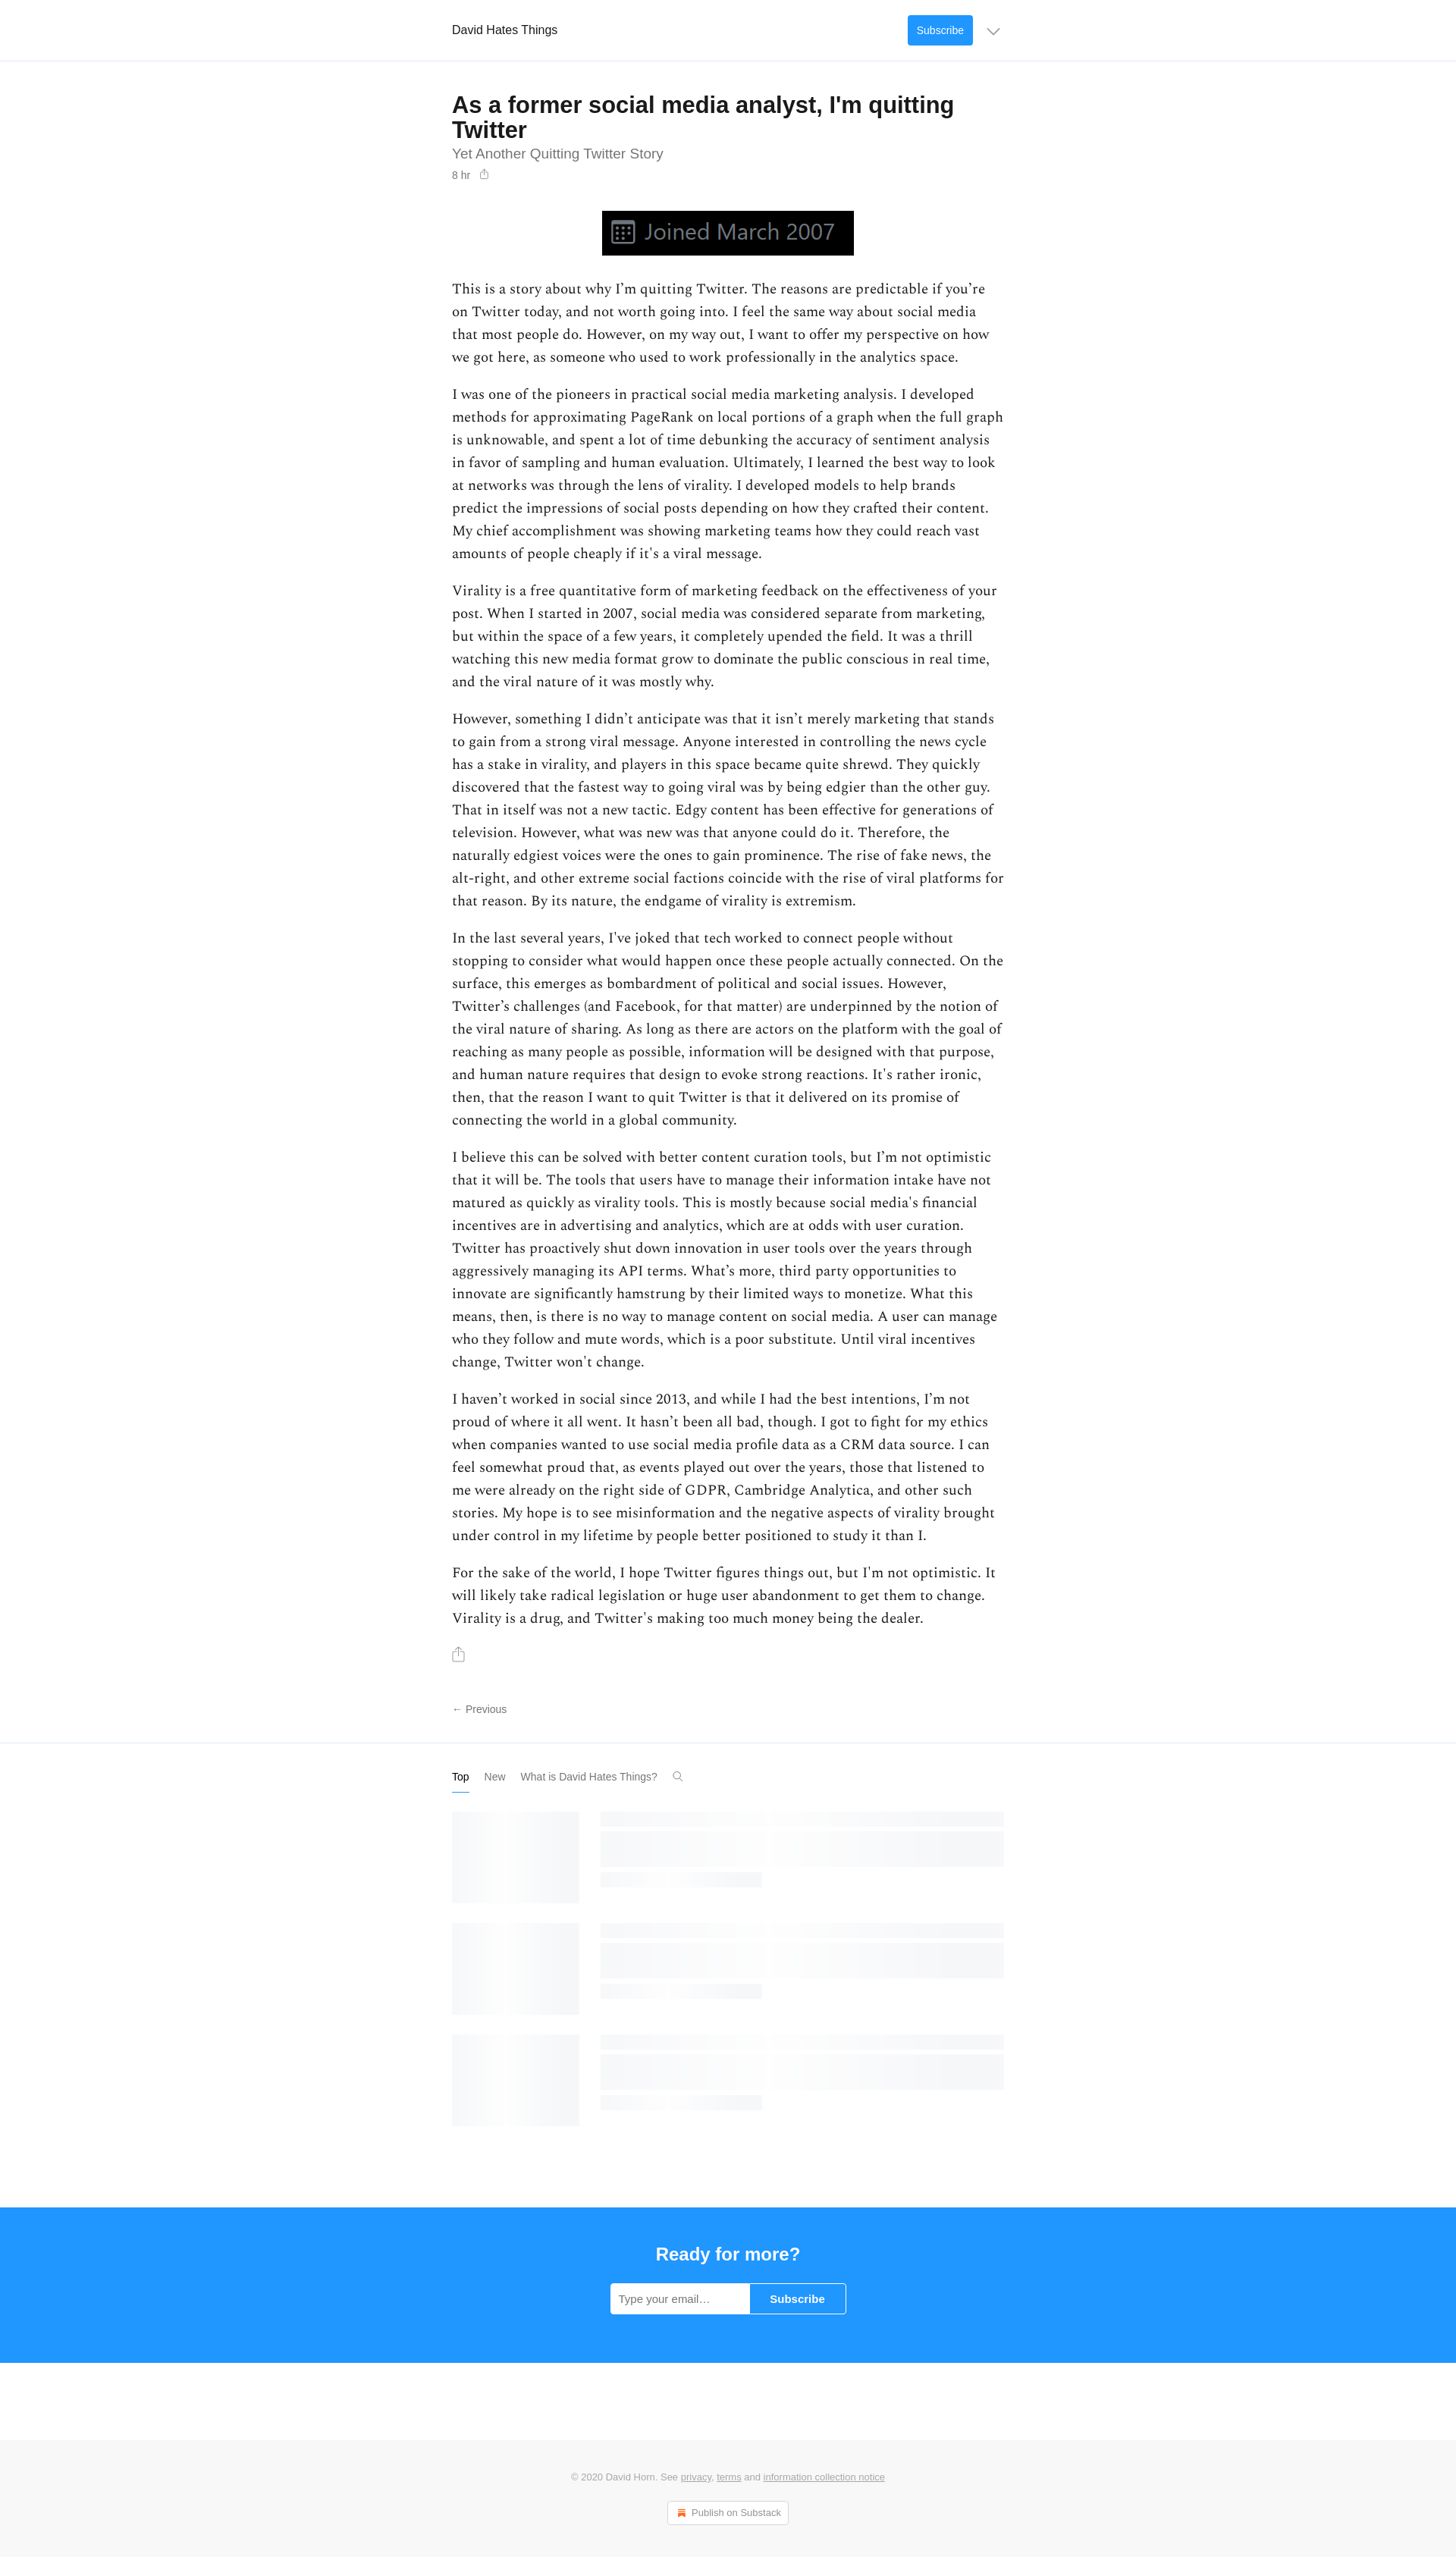 David Hates Things
Subscribe
As a former social media analyst, I'm quitting
Twitter
Yet Another Quitting Twitter Story
8 hr
Joined March 2007
This is a story about why I’m quitting Twitter. The reasons are predictable if you’re
on Twitter today, and not worth going into. I feel the same way about social media
that most people do. However, on my way out, I want to offer my perspective on how
we got here, as someone who used to work professionally in the analytics space.
I was one of the pioneers in practical social media marketing analysis. I developed
methods for approximating PageRank on local portions of a graph when the full graph
is unknowable, and spent a lot of time debunking the accuracy of sentiment analysis
in favor of sampling and human evaluation. Ultimately, I learned the best way to look
at networks was through the lens of virality. I developed models to help brands
predict the impressions of social posts depending on how they crafted their content.
My chief accomplishment was showing marketing teams how they could reach vast
amounts of people cheaply if it's a viral message.
Virality is a free quantitative form of marketing feedback on the effectiveness of your
post. When I started in 2007, social media was considered separate from marketing,
but within the space of a few years, it completely upended the field. It was a thrill
watching this new media format grow to dominate the public conscious in real time,
and the viral nature of it was mostly why.
However, something I didn’t anticipate was that it isn’t merely marketing that stands
to gain from a strong viral message. Anyone interested in controlling the news cycle
has a stake in virality, and players in this space became quite shrewd. They quickly
discovered that the fastest way to going viral was by being edgier than the other guy.
That in itself was not a new tactic. Edgy content has been effective for generations of
television. However, what was new was that anyone could do it. Therefore, the
naturally edgiest voices were the ones to gain prominence. The rise of fake news, the
alt-right, and other extreme social factions coincide with the rise of viral platforms for
that reason. By its nature, the endgame of virality is extremism.
In the last several years, I've joked that tech worked to connect people without
stopping to consider what would happen once these people actually connected. On the
surface, this emerges as bombardment of political and social issues. However,
Twitter’s challenges (and Facebook, for that matter) are underpinned by the notion of
the viral nature of sharing. As long as there are actors on the platform with the goal of
reaching as many people as possible, information will be designed with that purpose,
and human nature requires that design to evoke strong reactions. It's rather ironic,
then, that the reason I want to quit Twitter is that it delivered on its promise of
connecting the world in a global community.
I believe this can be solved with better content curation tools, but I’m not optimistic
that it will be. The tools that users have to manage their information intake have not
matured as quickly as virality tools. This is mostly because social media's financial
incentives are in advertising and analytics, which are at odds with user curation.
Twitter has proactively shut down innovation in user tools over the years through
aggressively managing its API terms. What’s more, third party opportunities to
innovate are significantly hamstrung by their limited ways to monetize. What this
means, then, is there is no way to manage content on social media. A user can manage
who they follow and mute words, which is a poor substitute. Until viral incentives
change, Twitter won't change.
I haven’t worked in social since 2013, and while I had the best intentions, I’m not
proud of where it all went. It hasn’t been all bad, though. I got to fight for my ethics
when companies wanted to use social media profile data as a CRM data source. I can
feel somewhat proud that, as events played out over the years, those that listened to
me were already on the right side of GDPR, Cambridge Analytica, and other such
stories. My hope is to see misinformation and the negative aspects of virality brought
under control in my lifetime by people better positioned to study it than I.
For the sake of the world, I hope Twitter figures things out, but I'm not optimistic. It
will likely take radical legislation or huge user abandonment to get them to change.
Virality is a drug, and Twitter's making too much money being the dealer.
← Previous
Top New What is David Hates Things?
Ready for more?
Type your email… Subscribe
© 2020 David Horn. See privacy, terms and information collection notice
Publish on Substack